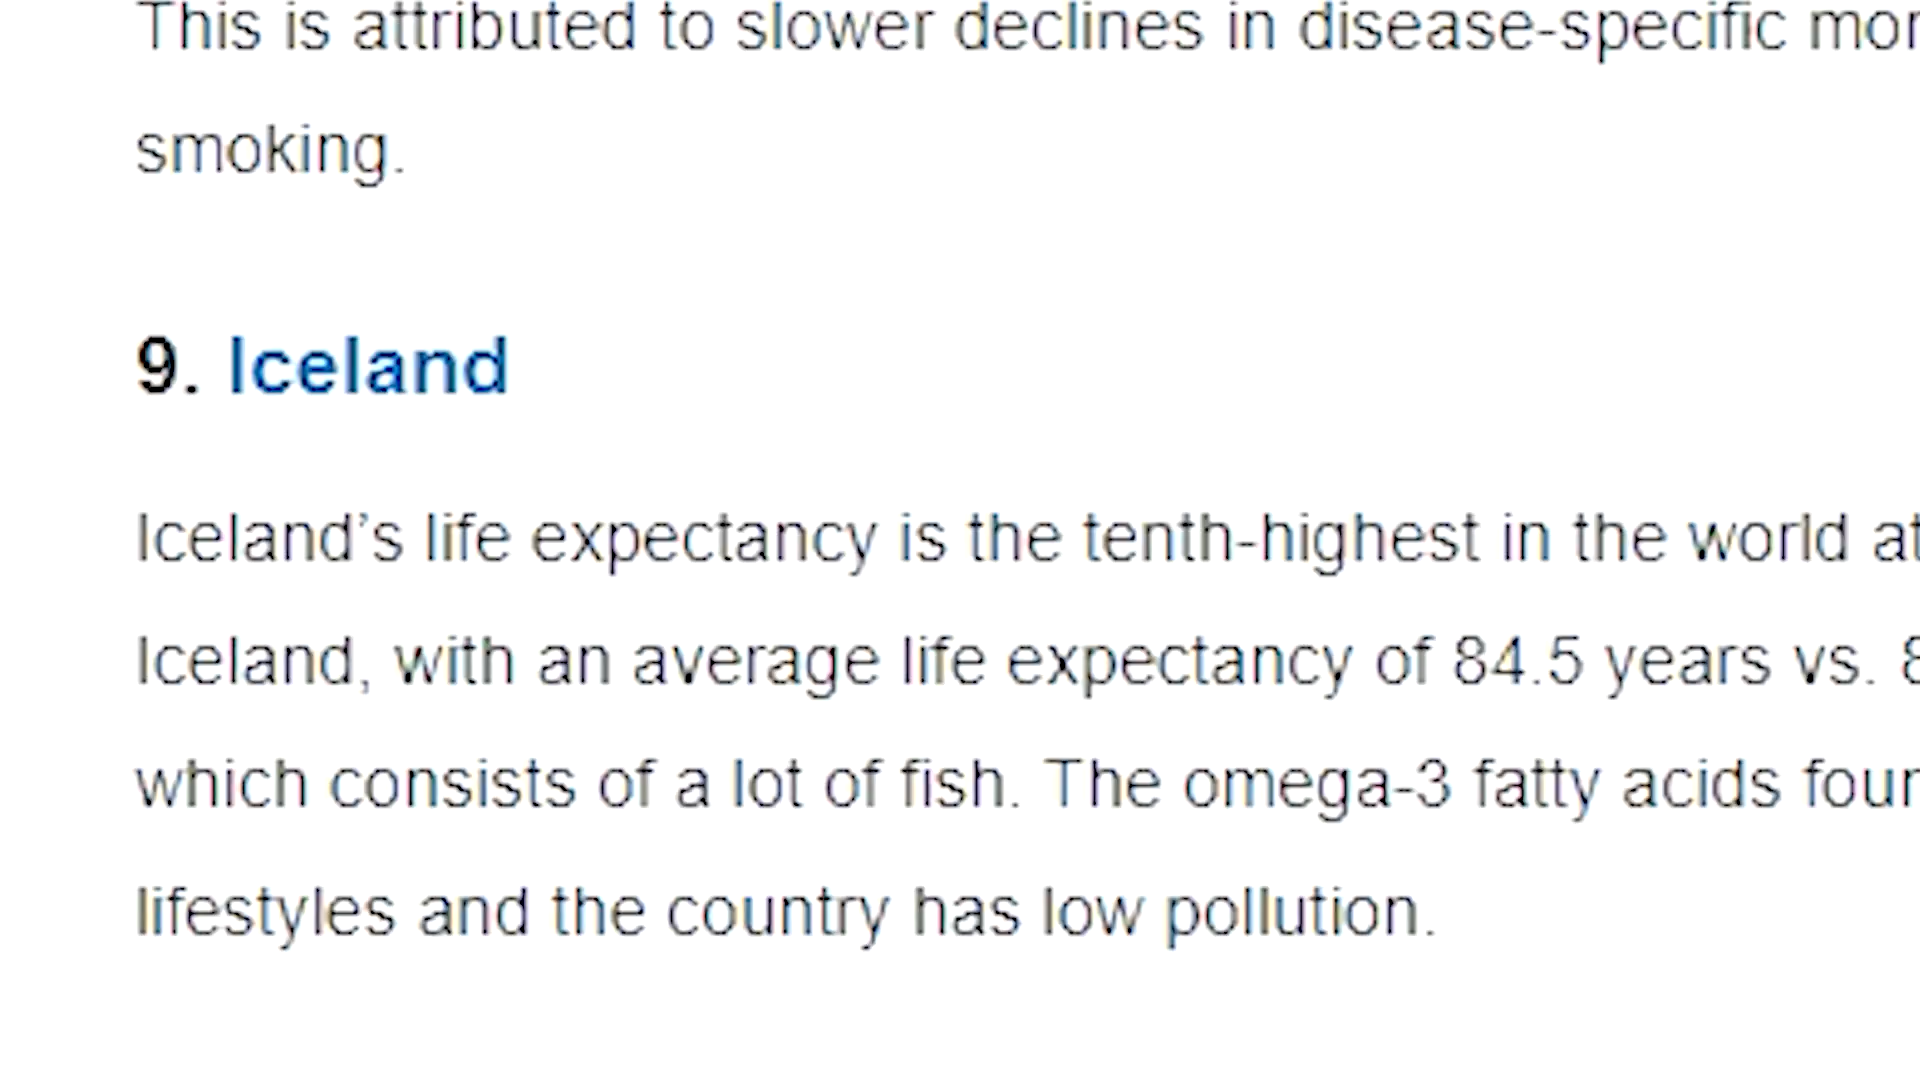 This is attributed to slower declines in disease-specific
smoking.
9. Iceland
Iceland’s life expectancy is the tenth-highest in the world at
Iceland, with an average life expectancy of 84.5 years vs.
which consists of a lot of fish. The omega-3 fatty acids
lifestyles and the country has low pollution.